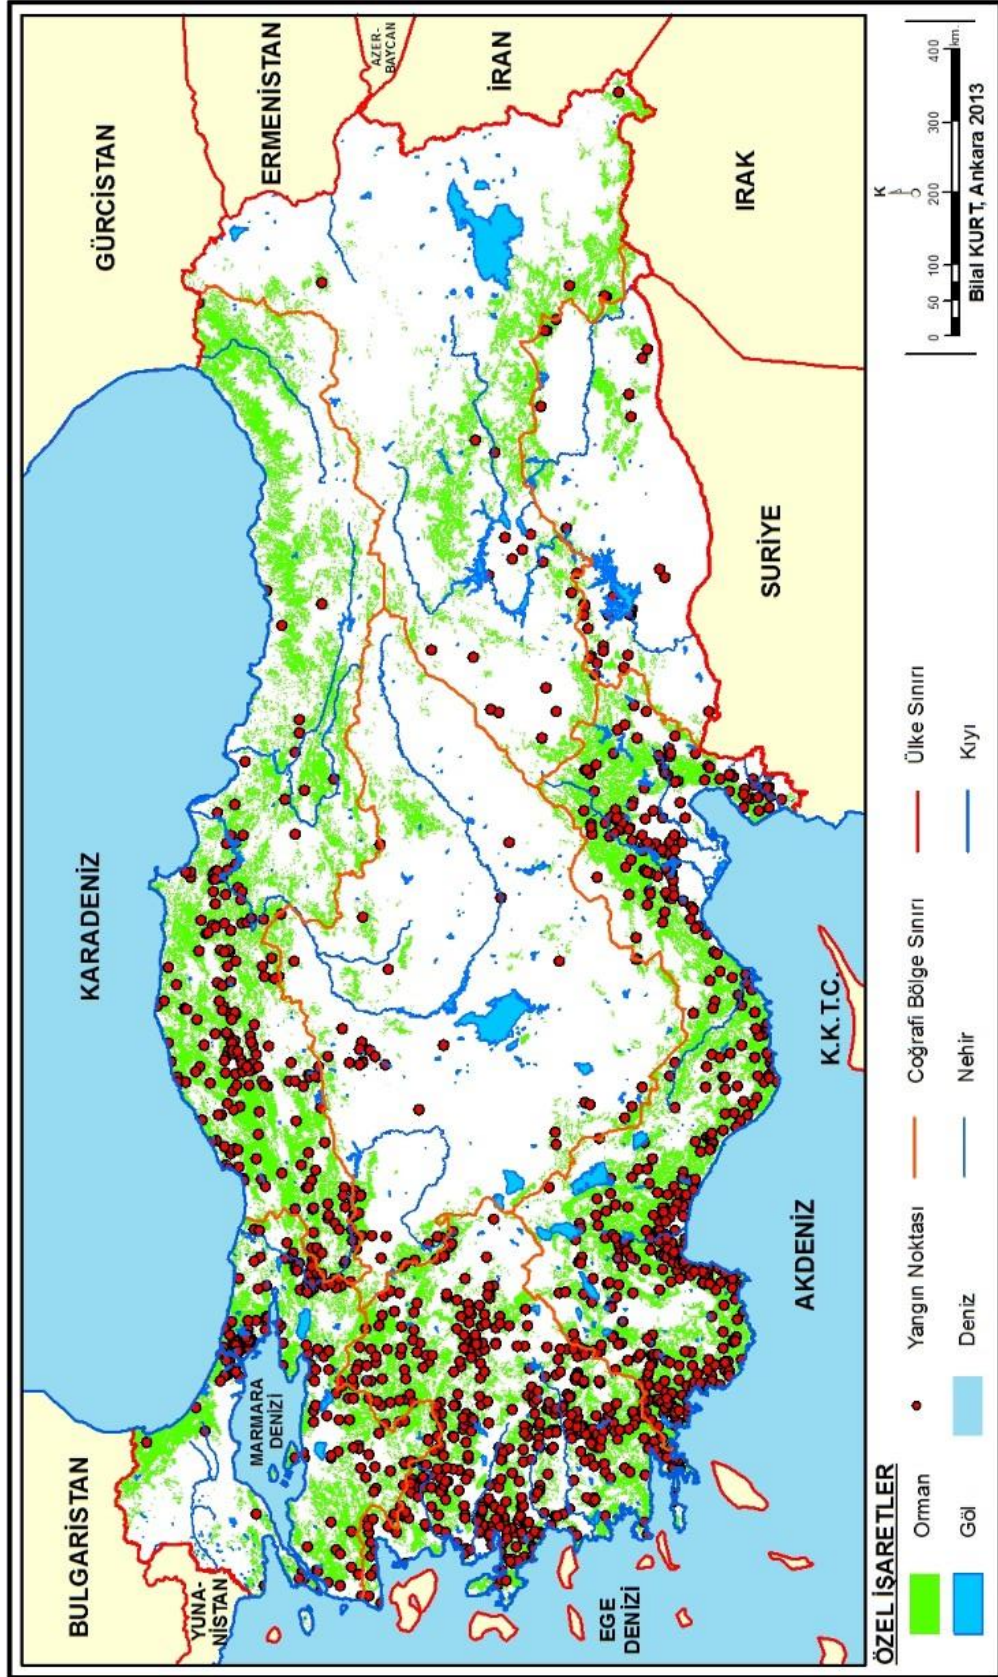 BULGARİSTAN
YUNA-
NİSTAN
KARADENİZ
GÜRCİSTAN
ERMENİSTAN
AZER-
BAYCAN
İRAN
MARMARA
DENİZİ
EGE
DENİZİ
AKDENİZ
K.K.T.C.
SURİYE
IRAK
ÖZEL İŞARETLER
Orman
Yangın Noktası
Coğrafi Bölge Sınırı
Ülke Sınırı
Göl
Deniz
Nehir
Kıyı
K
0 50 100 200 300 400
km.
Bilal KURT, Ankara 2013